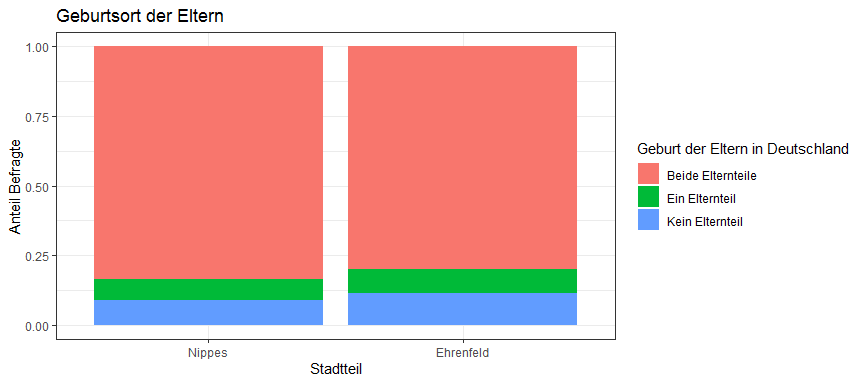 Geburtsort der Eltern
1.00
0.75
0.50
0.25
0.00
Anteil Befragte
Nippes
Ehrenfeld
Stadtteil
Geburt der Eltern in Deutschland
Beide Elternteile
Ein Elternteil
Kein Elternteil